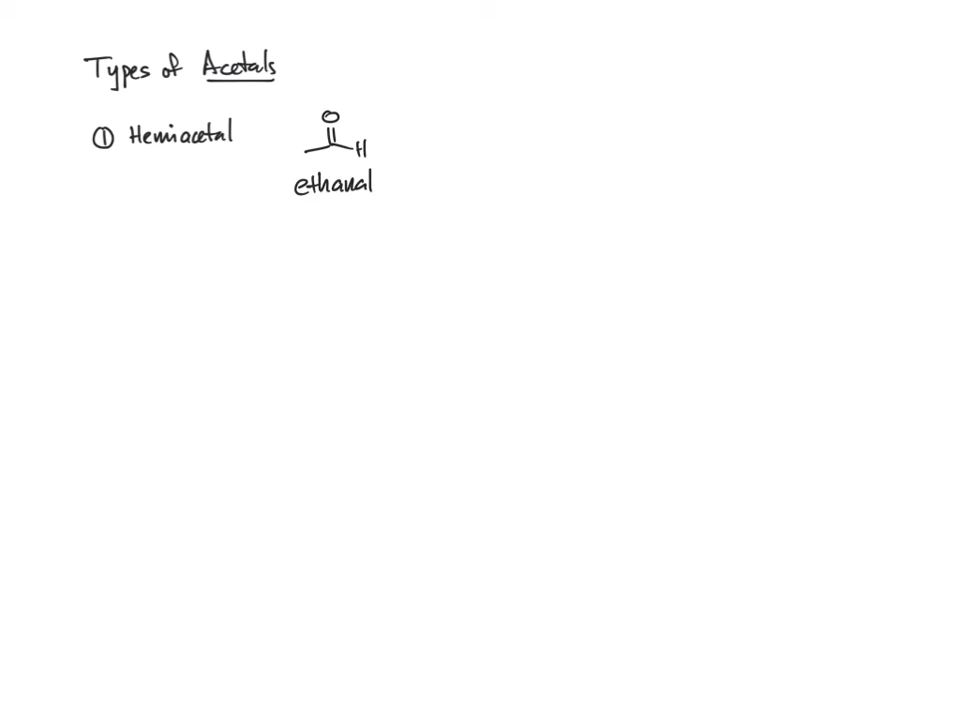 Types of Acetals
① Hemiacetal
O
H
ethanal